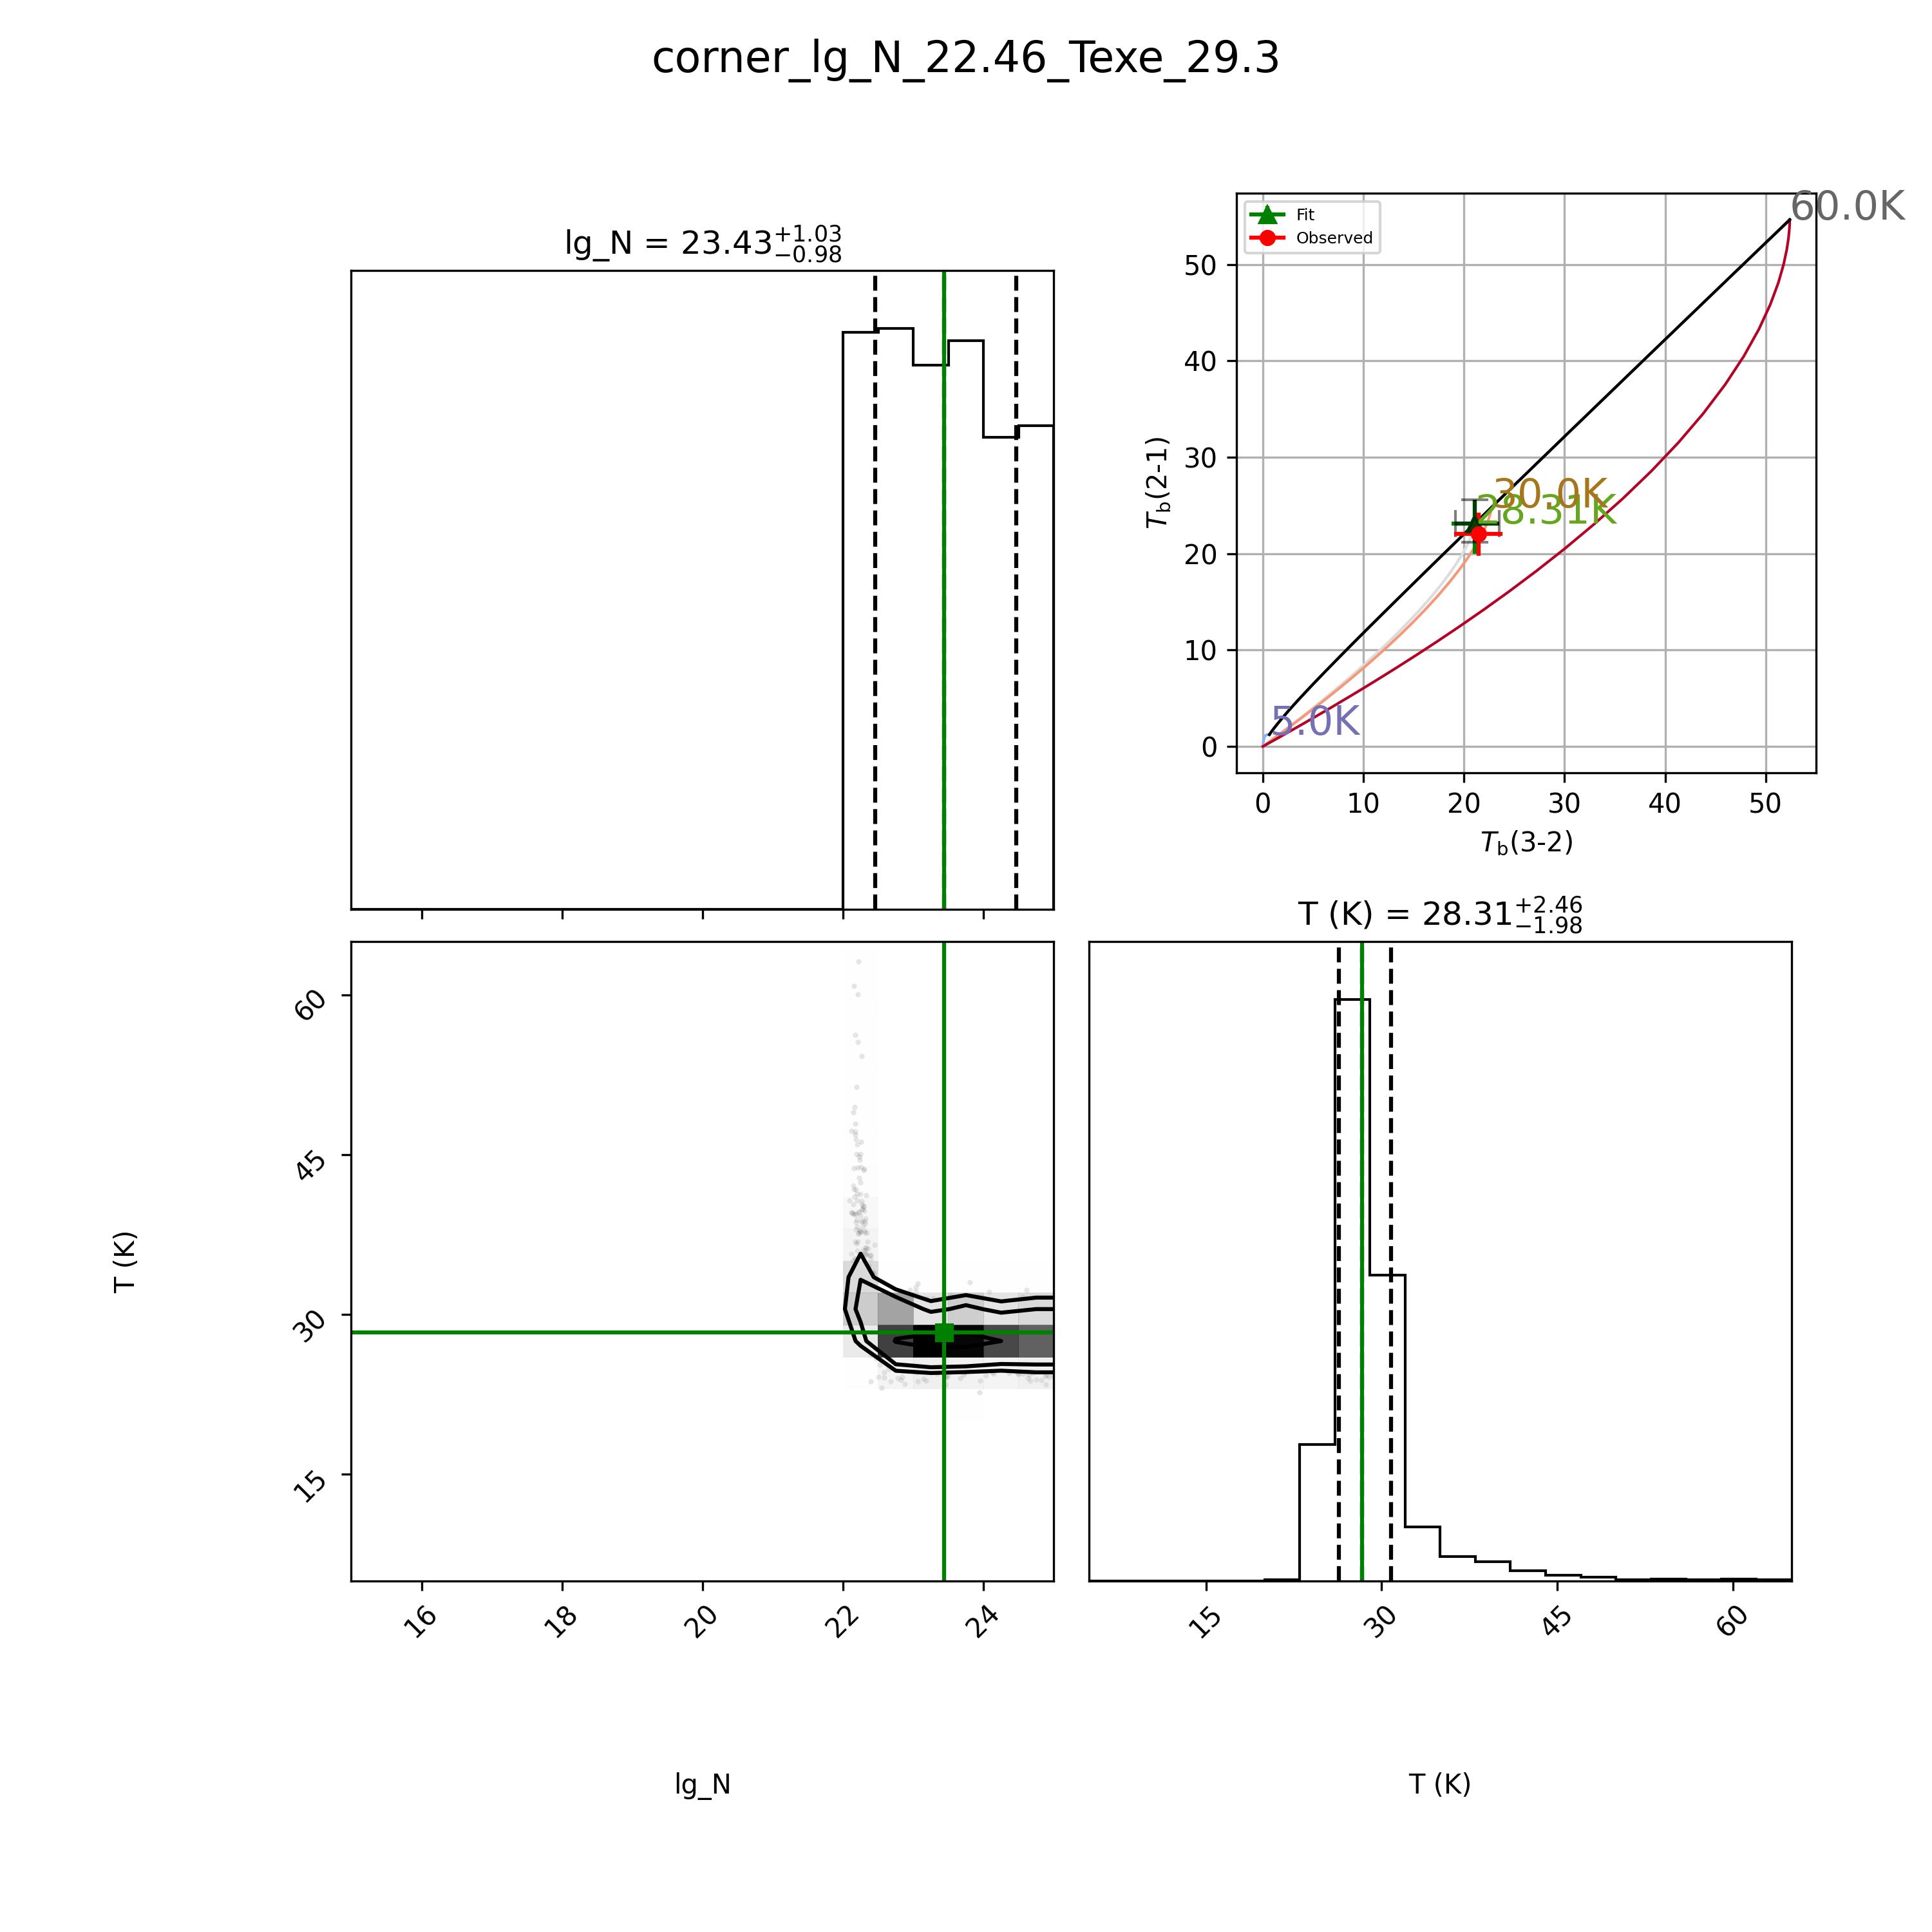 corner_lg_N_22.46_Texe_29.3
lg_N = 23.43+1.03−0.98
60.0K
Fit
Observed
50
40
30
20
10
0
30.0K
28.31K
5.0K
Tb(2-1)
0 10 20 30 40 50
Tb(3-2)
T (K) = 28.31+2.46−1.98
60
45
30
15
T (K)
16 18 20 22 24
15 30 45 60
lg_N
T (K)